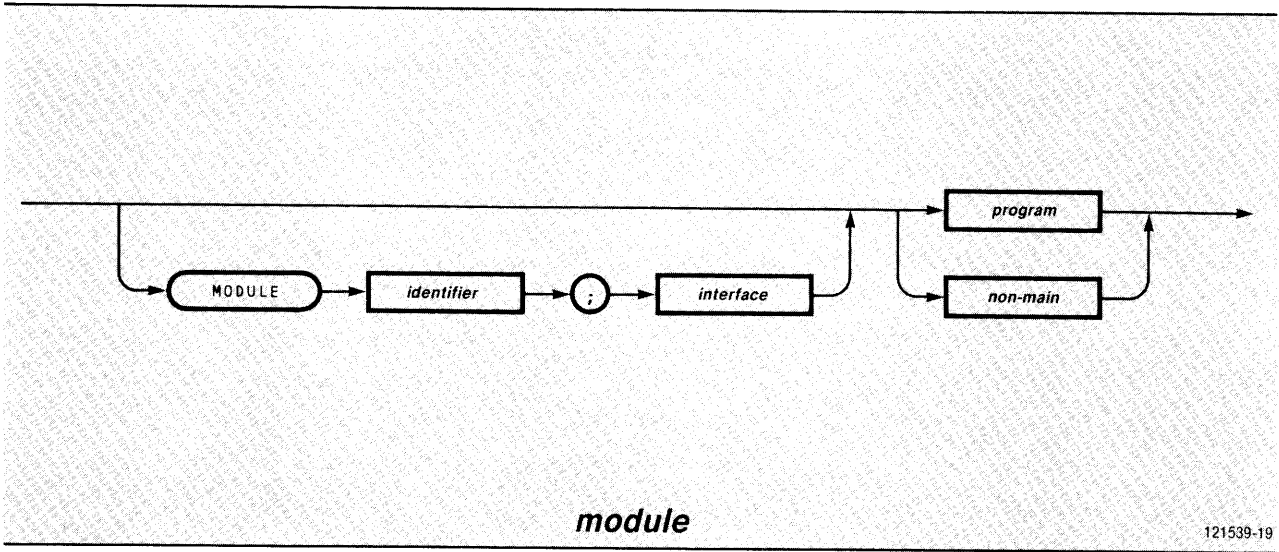 program
MODULE
identifier
;
interface
non-main
module
121539-19